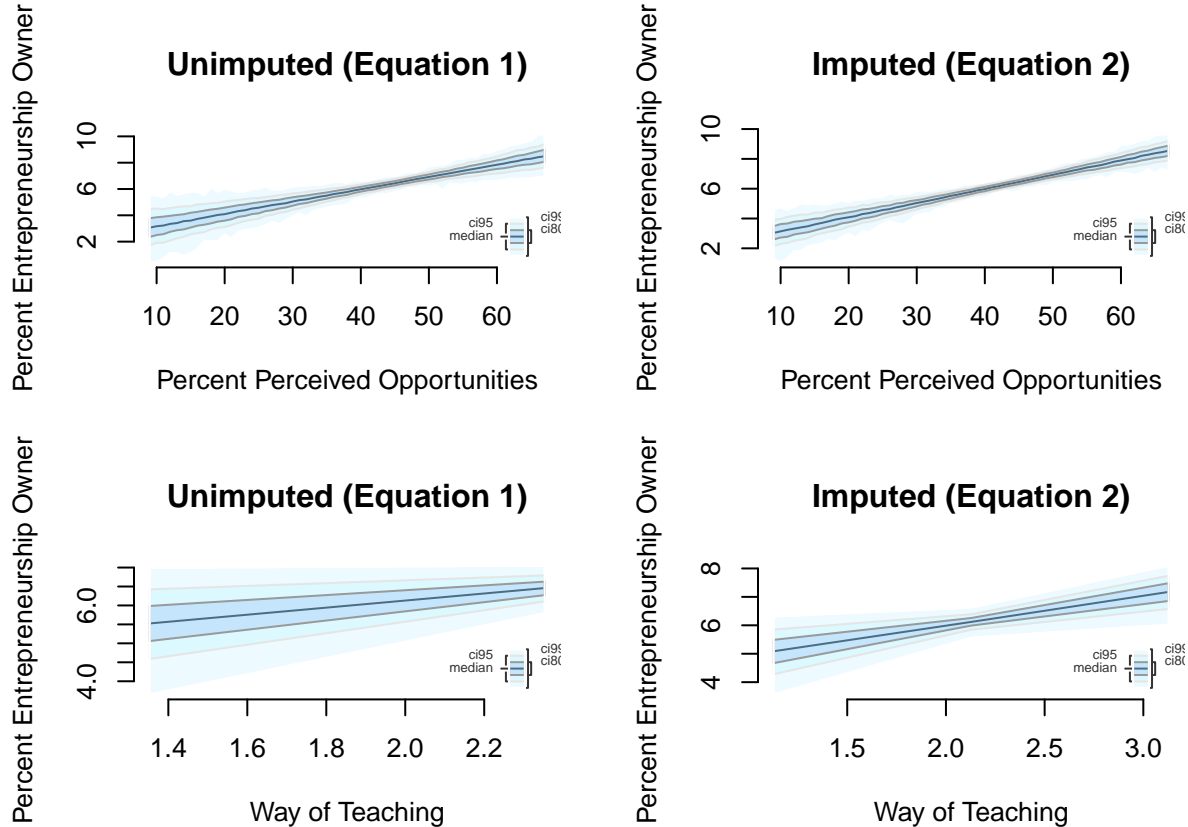 Unimputed (Equation 1)
Percent Entrepreneurship Owner
10
6
2
ci95
median
ci99
ci80
10 20 30 40 50 60
Percent Perceived Opportunities
Imputed (Equation 2)
Percent Entrepreneurship Owner
10
6
2
ci95
median
ci99
ci80
10 20 30 40 50 60
Percent Perceived Opportunities
Unimputed (Equation 1)
Percent Entrepreneurship Owner
6.0
4.0
ci95
median
ci99
ci80
1.4 1.6 1.8 2.0 2.2
Way of Teaching
Imputed (Equation 2)
Percent Entrepreneurship Owner
8
6
4
ci95
median
ci99
ci80
1.5 2.0 2.5 3.0
Way of Teaching